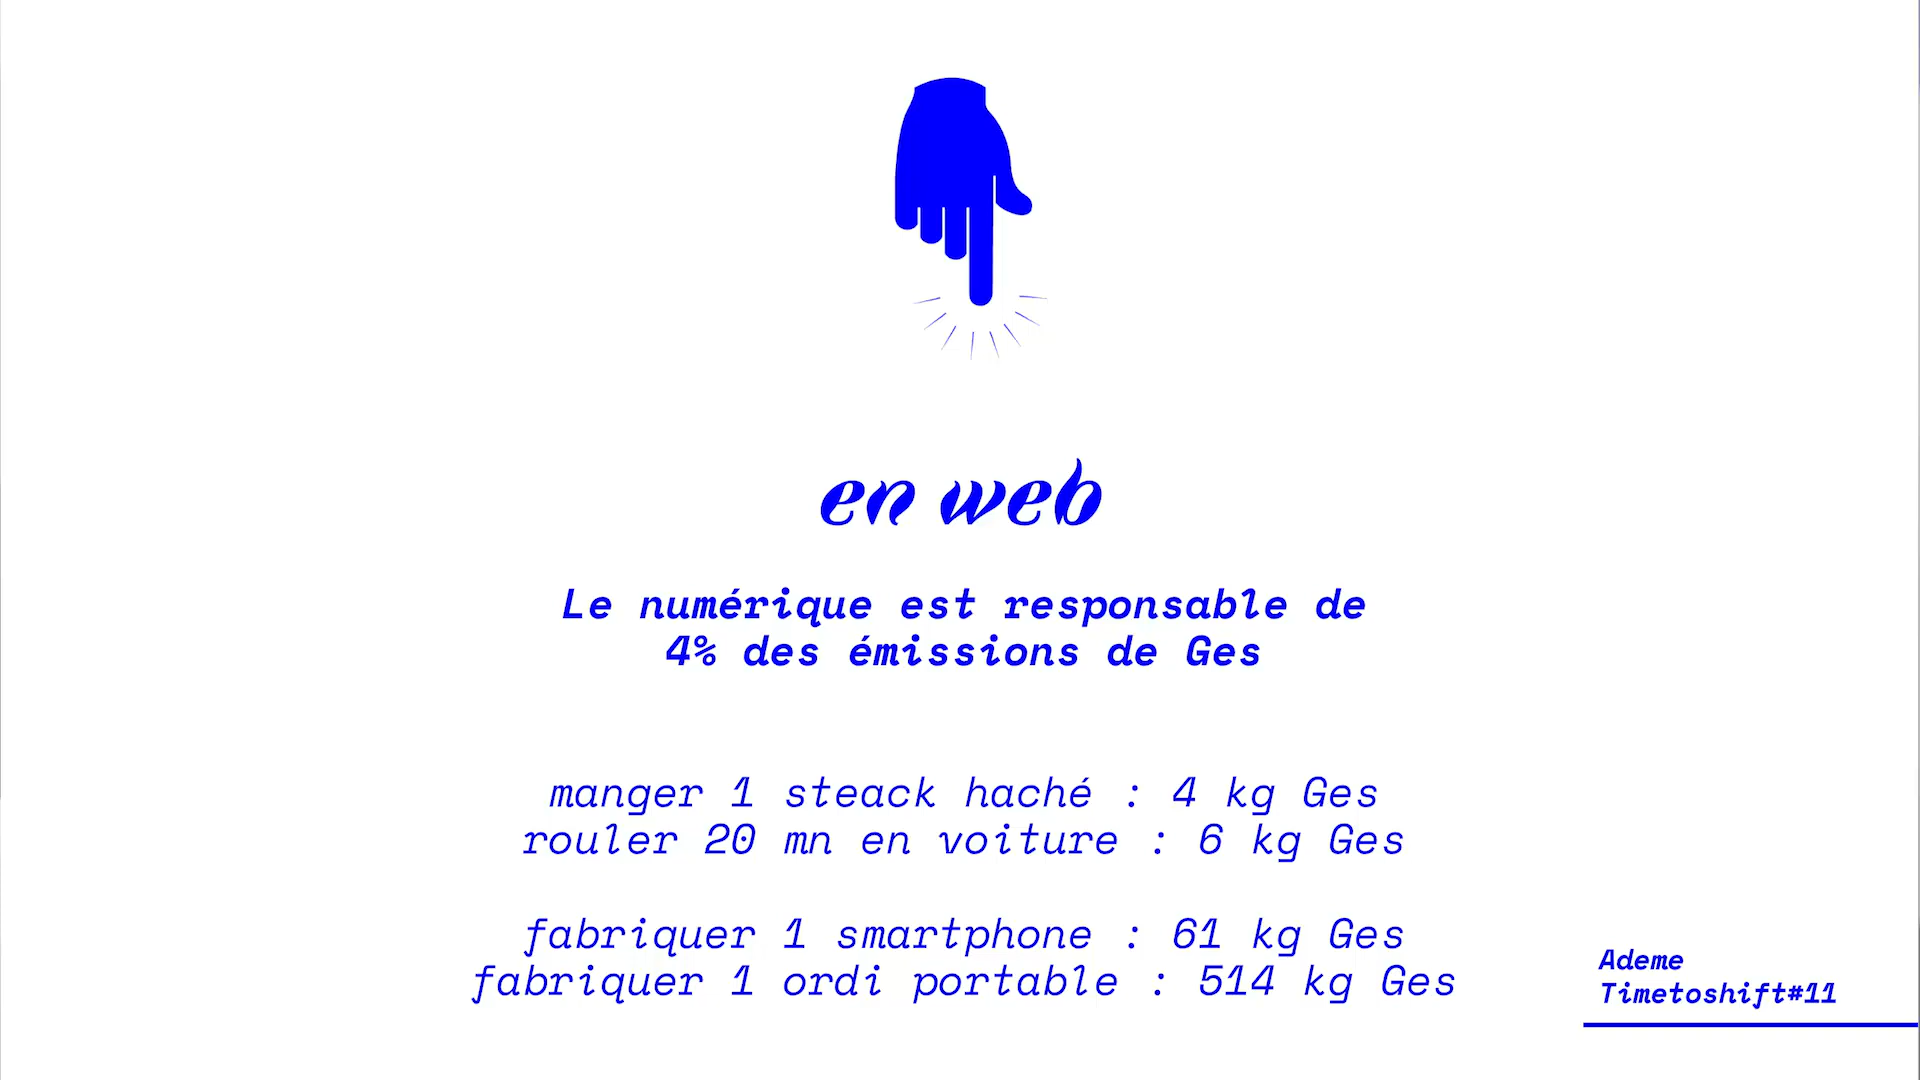 en web
Le numérique est responsable de
4% des émissions de Ges
manger 1 steack haché : 4 kg Ges
rouler 20 mn en voiture : 6 kg Ges
fabriquer 1 smartphone : 61 kg Ges
fabriquer 1 ordi portable : 514 kg Ges
Ademe
Timetoshift#11